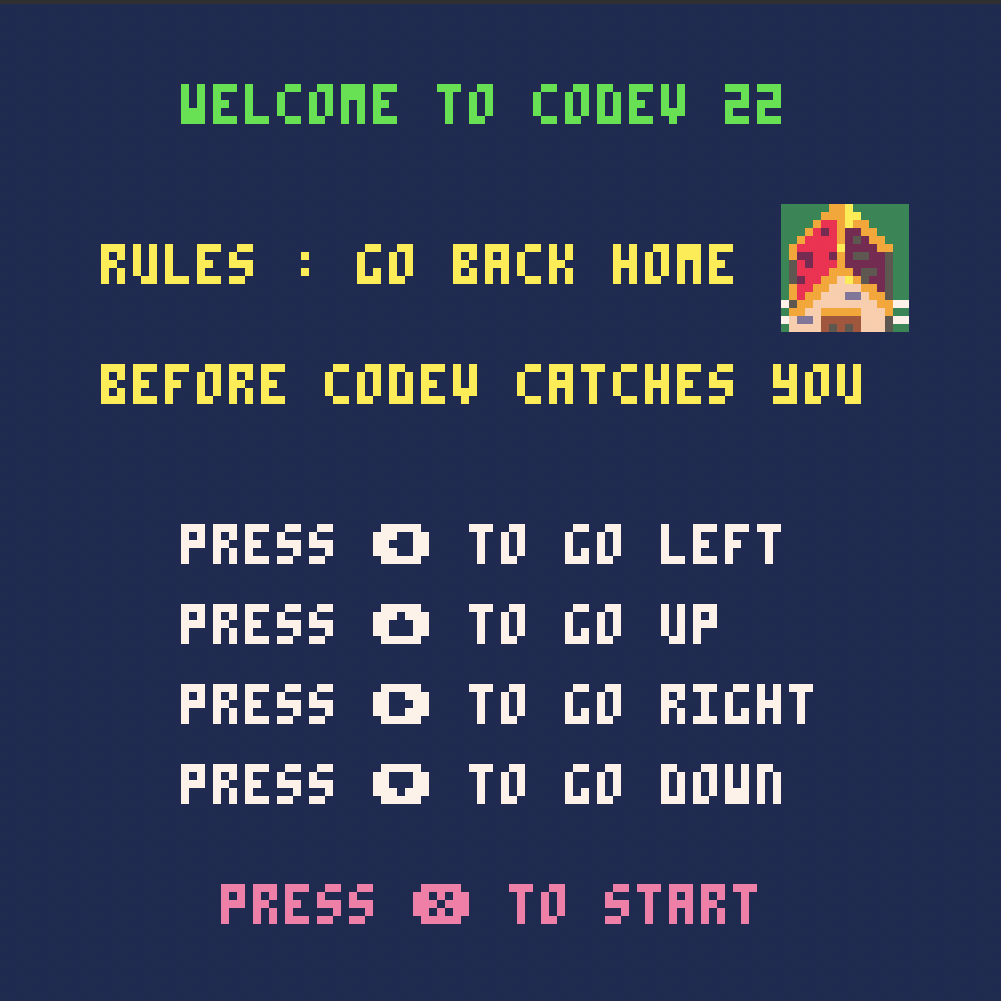 WELCOME TO CODEV 22
RULES : GO BACK HOME
BEFORE CODEV CATCHES YOU
PRESS ⬅️ TO GO LEFT
PRESS ⬆️ TO GO UP
PRESS ➡️ TO GO RIGHT
PRESS ⬇️ TO GO DOWN
PRESS ❎ TO START